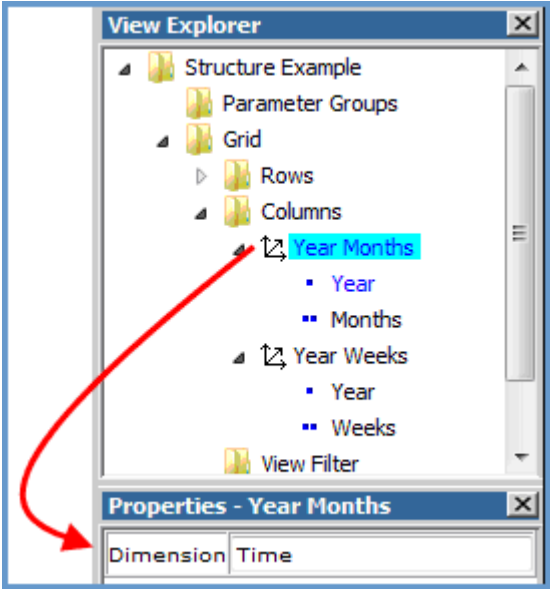 View Explorer
Structure Example
Parameter Groups
Grid
Rows
Columns
Year Months
Year
Months
Year Weeks
Year
Weeks
View Filter
Properties - Year Months
Dimension Time